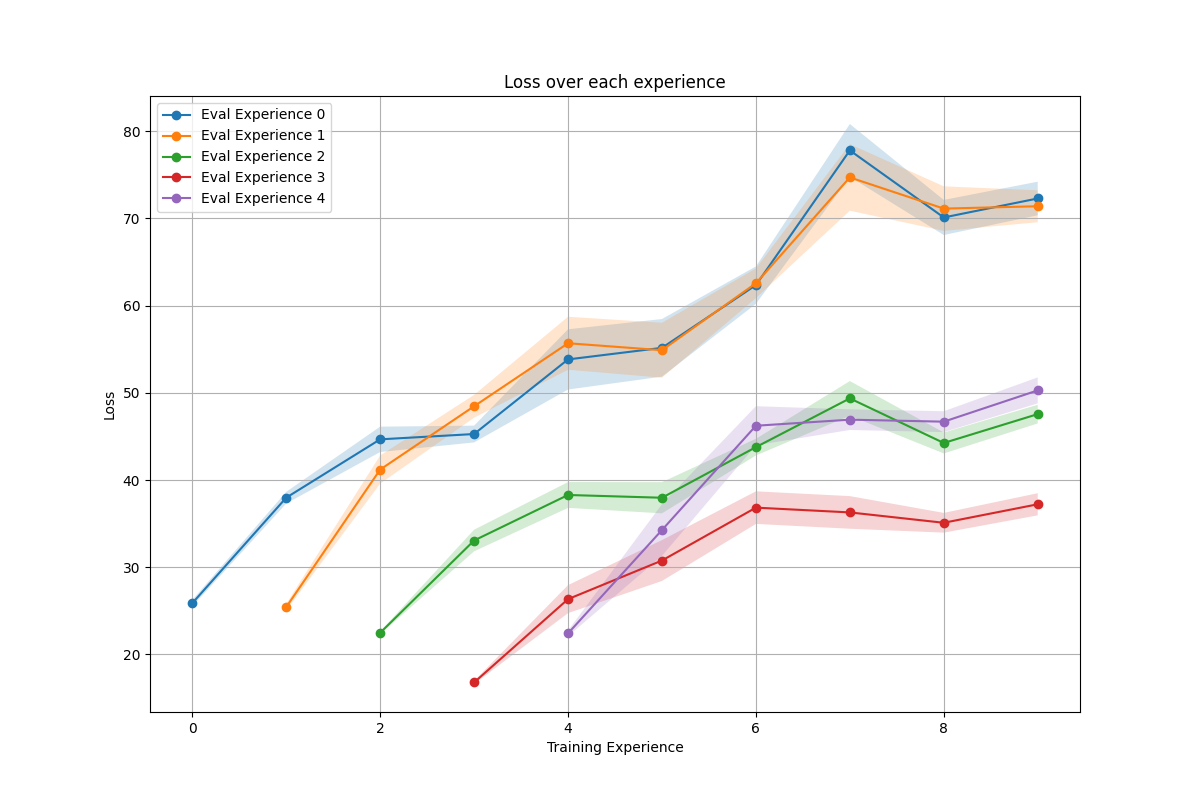 Loss over each experience
Eval Experience 0
Eval Experience 1
Eval Experience 2
Eval Experience 3
Eval Experience 4
80
70
60
50
40
30
20
Loss
0 2 4 6 8
Training Experience